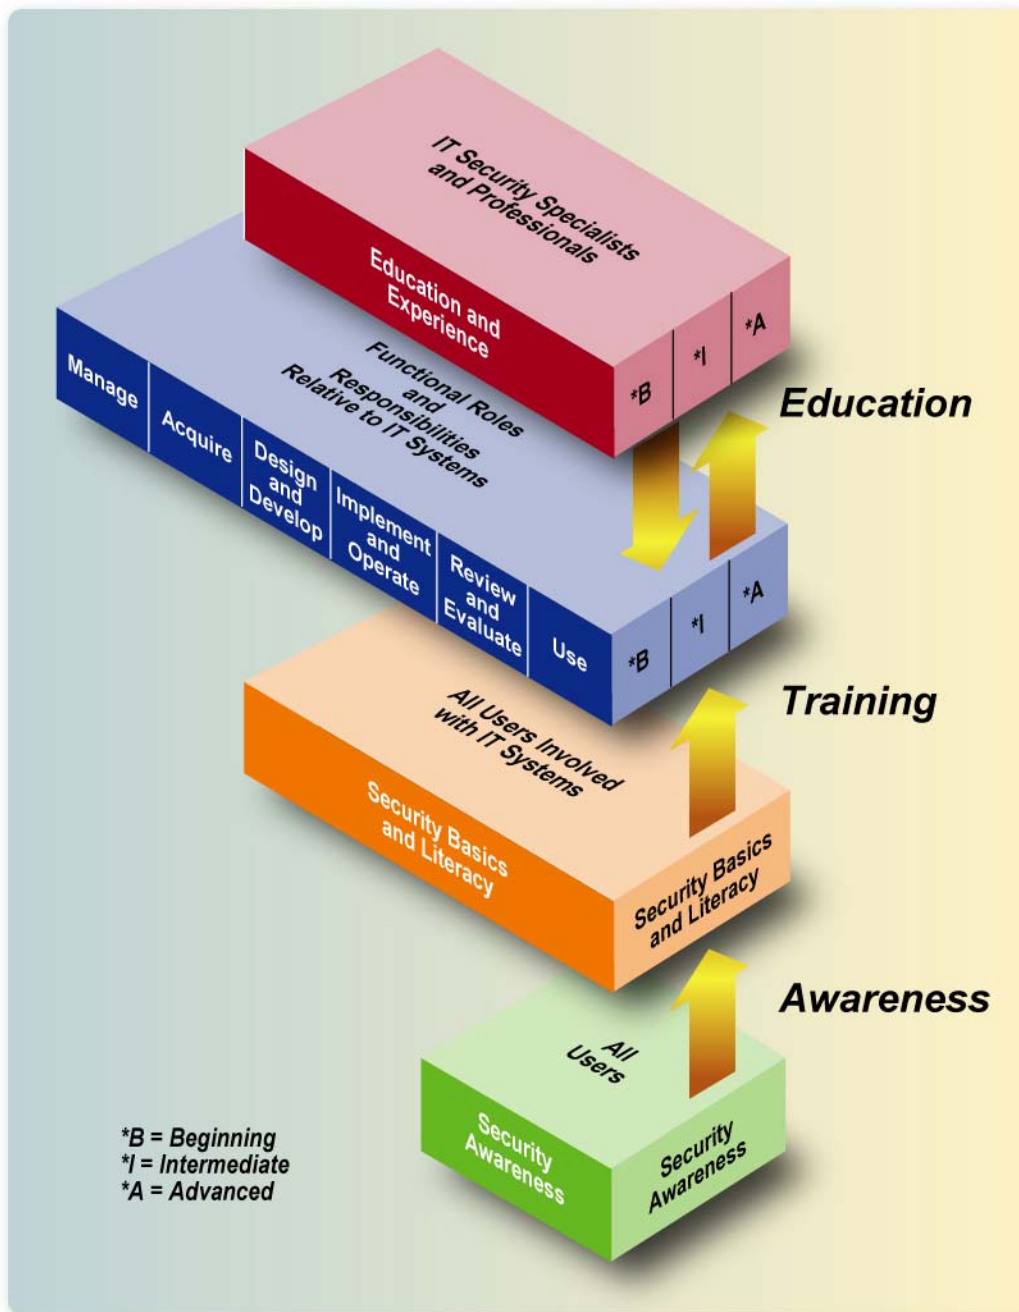 IT Security Specialists
and Professionals
Education and
Experience
*B
*I
*A
Education
Functional Roles
and
Responsibilities
Relative to IT Systems
Manage
Acquire
Design
and
Develop
Implement
and
Operate
Review
and
Evaluate
Use
*B
*I
*A
Training
All Users Involved
with IT Systems
Security Basics
and Literacy
Security Basics
and Literacy
Awareness
All
Users
Security
Awareness
Security
Awareness
*B = Beginning
*I = Intermediate
*A = Advanced